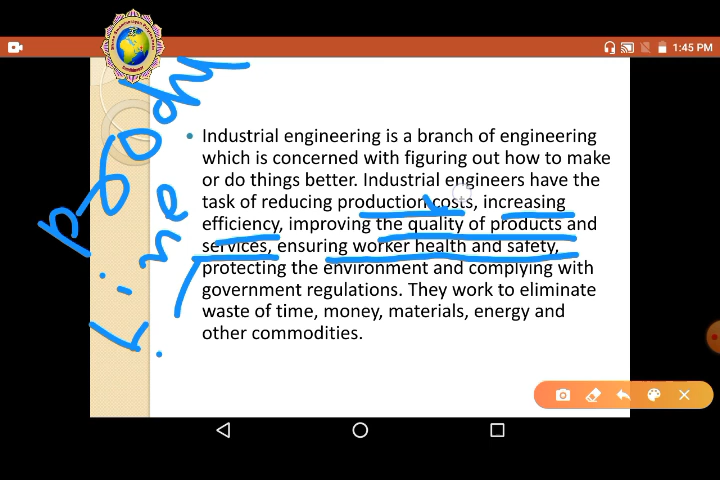 1:45 PM
Industrial engineering is a branch of engineering
which is concerned with figuring out how to make
or do things better. Industrial engineers have the
task of reducing production costs, increasing
efficiency, improving the quality of products and
services, ensuring worker health and safety,
protecting the environment and complying with
government regulations. They work to eliminate
waste of time, money, materials, energy and
other commodities.